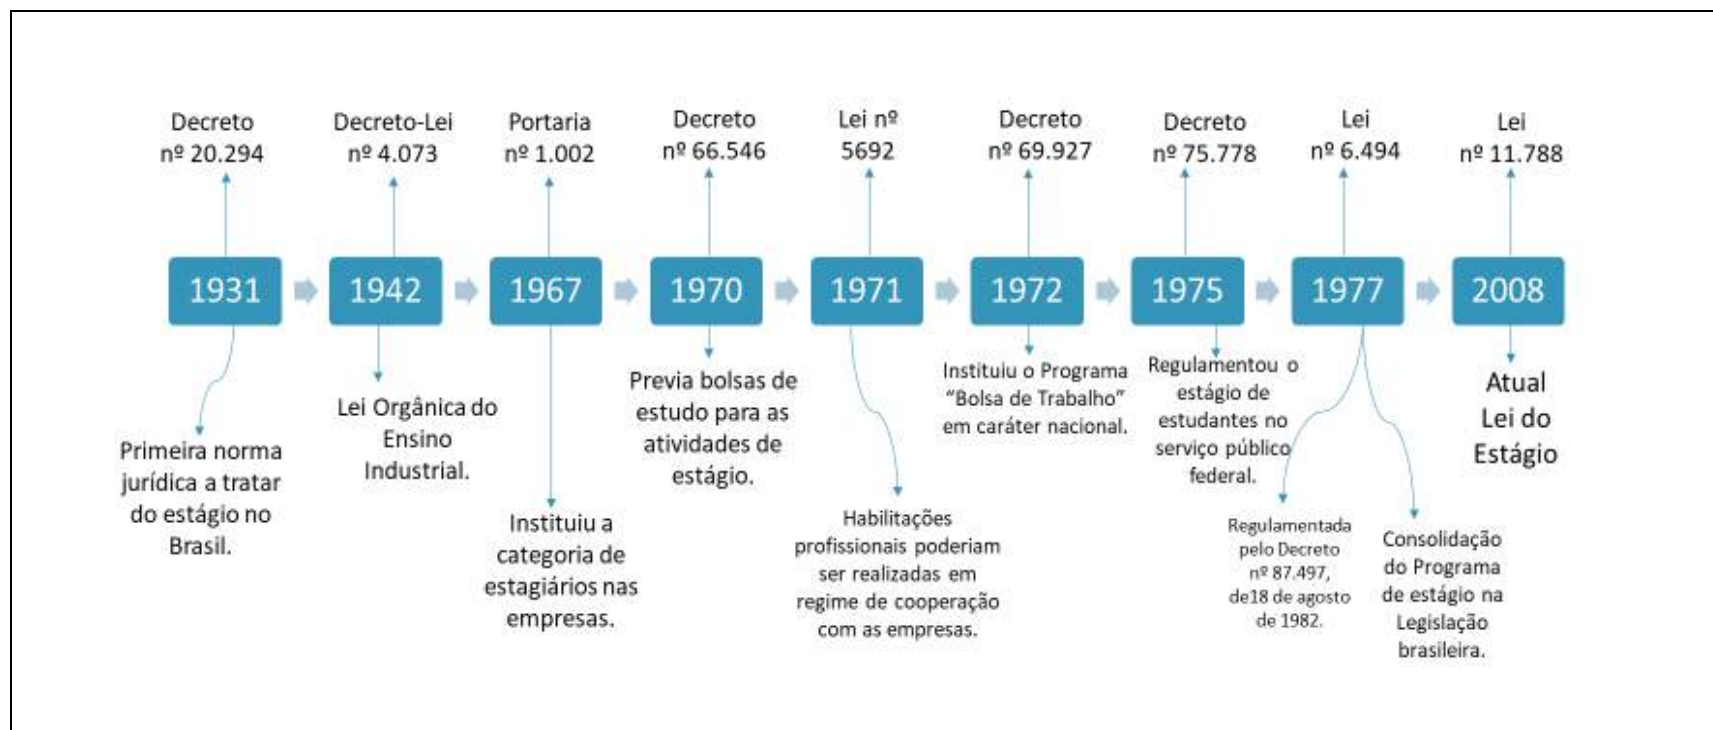 Decreto
nº 20.294
Decreto-Lei
nº 4.073
Portaria
nº 1.002
Decreto
nº 66.546
Lei nº
5692
Decreto
nº 69.927
Decreto
nº 75.778
Lei
nº 6.494
Lei
nº 11.788
1931
1942
1967
1970
1971
1972
1975
1977
2008
Primeira norma
jurídica a tratar
do estágio no
Brasil.
Lei Orgânica do
Ensino
Industrial.
Instituiu a
categoria de
estagiários nas
empresas.
Previa bolsas de
estudo para as
atividades de
estágio.
Habilitações
profissionais poderiam
ser realizadas em
regime de cooperação
com as empresas.
Instituiu o Programa
“Bolsa de Trabalho”
em caráter nacional.
Regulamentou o
estágio de
estudantes no
serviço público
federal.
Regulamentada
pelo Decreto
nº 87.497,
de18 de agosto
de 1982.
Consolidação
do Programa
de estágio na
Legislação
brasileira.
Atual
Lei do
Estágio